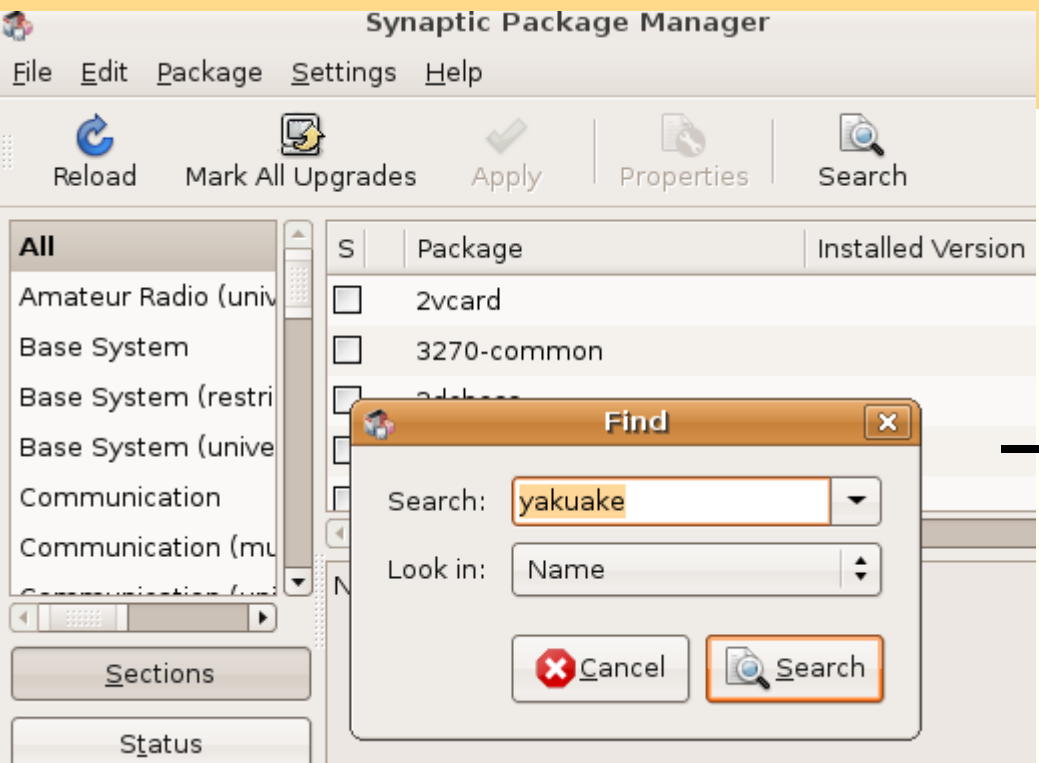 Synaptic Package Manager
File Edit Package Settings Help
Reload Mark All Upgrades Apply Properties Search
All
Amateur Radio (univ
Base System
Base System (restri
Base System (unive
Communication
Communication (mu
S Package Installed Version
2vcard
3270-common
Find
Search: yakuake
Look in: Name
Cancel Search
Sections
Status